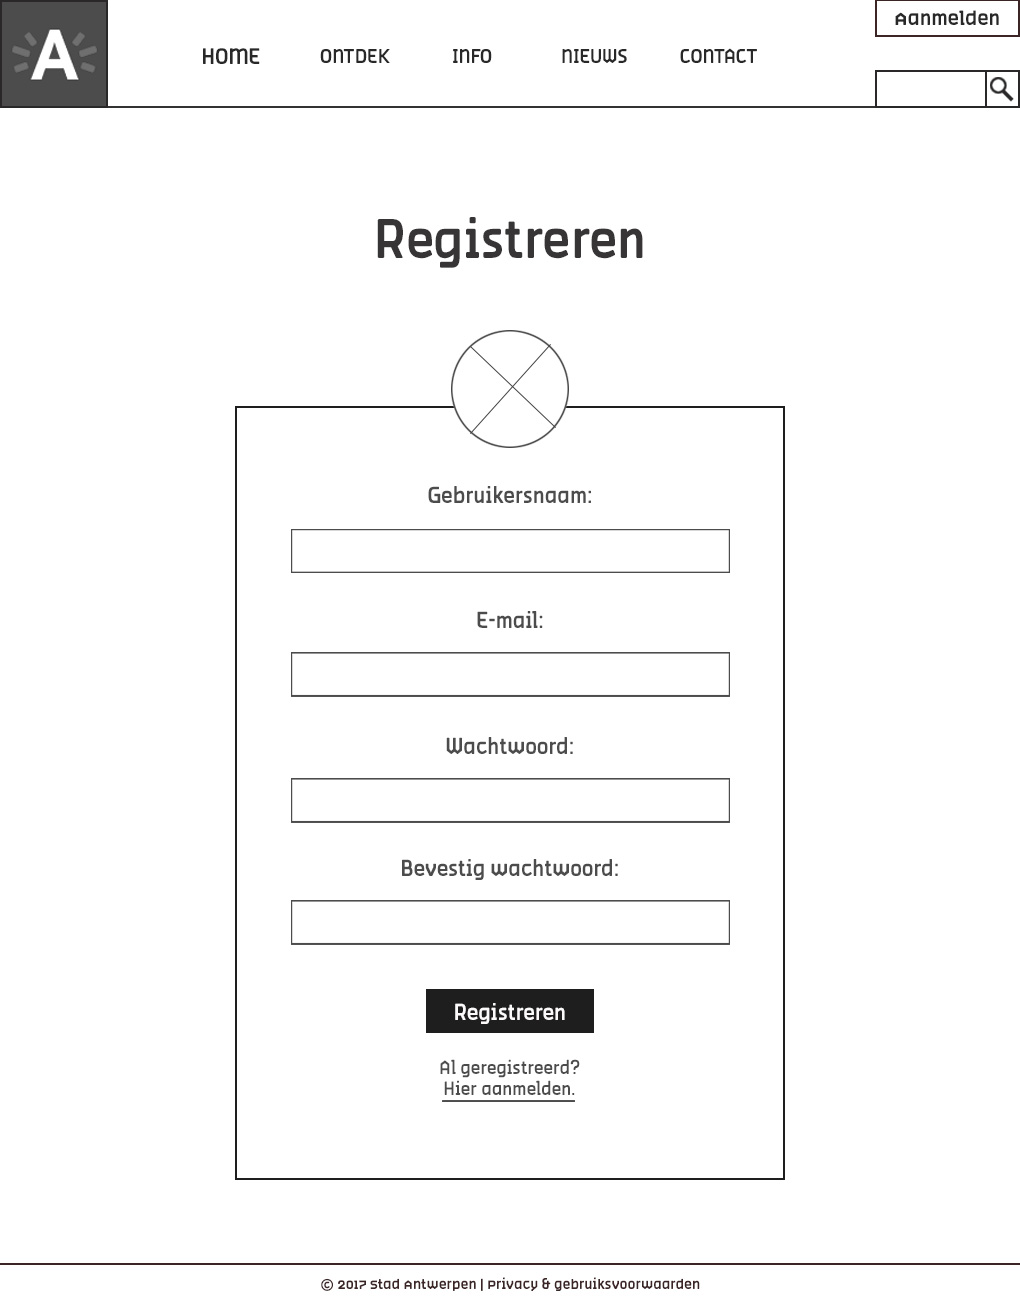 A
HOME ONTDEK INFO NIEUWS CONTACT
Aanmelden
Registreren
Gebruikersnaam:
E-mail:
Wachtwoord:
Bevestig wachtwoord:
Registreren
Al geregistreerd?
Hier aanmelden.
© 2017 Stad Antwerpen | Privacy & gebruiksvoorwaarden